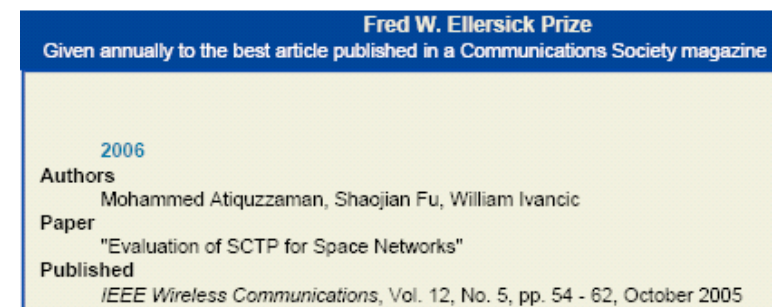 Fred W. Ellersick Prize
Given annually to the best article published in a Communications Society magazine
2006
Authors
Mohammed Atiquzzaman, Shaojian Fu, William Ivancic
Paper
"Evaluation of SCTP for Space Networks"
Published
IEEE Wireless Communications, Vol. 12, No. 5, pp. 54 - 62, October 2005